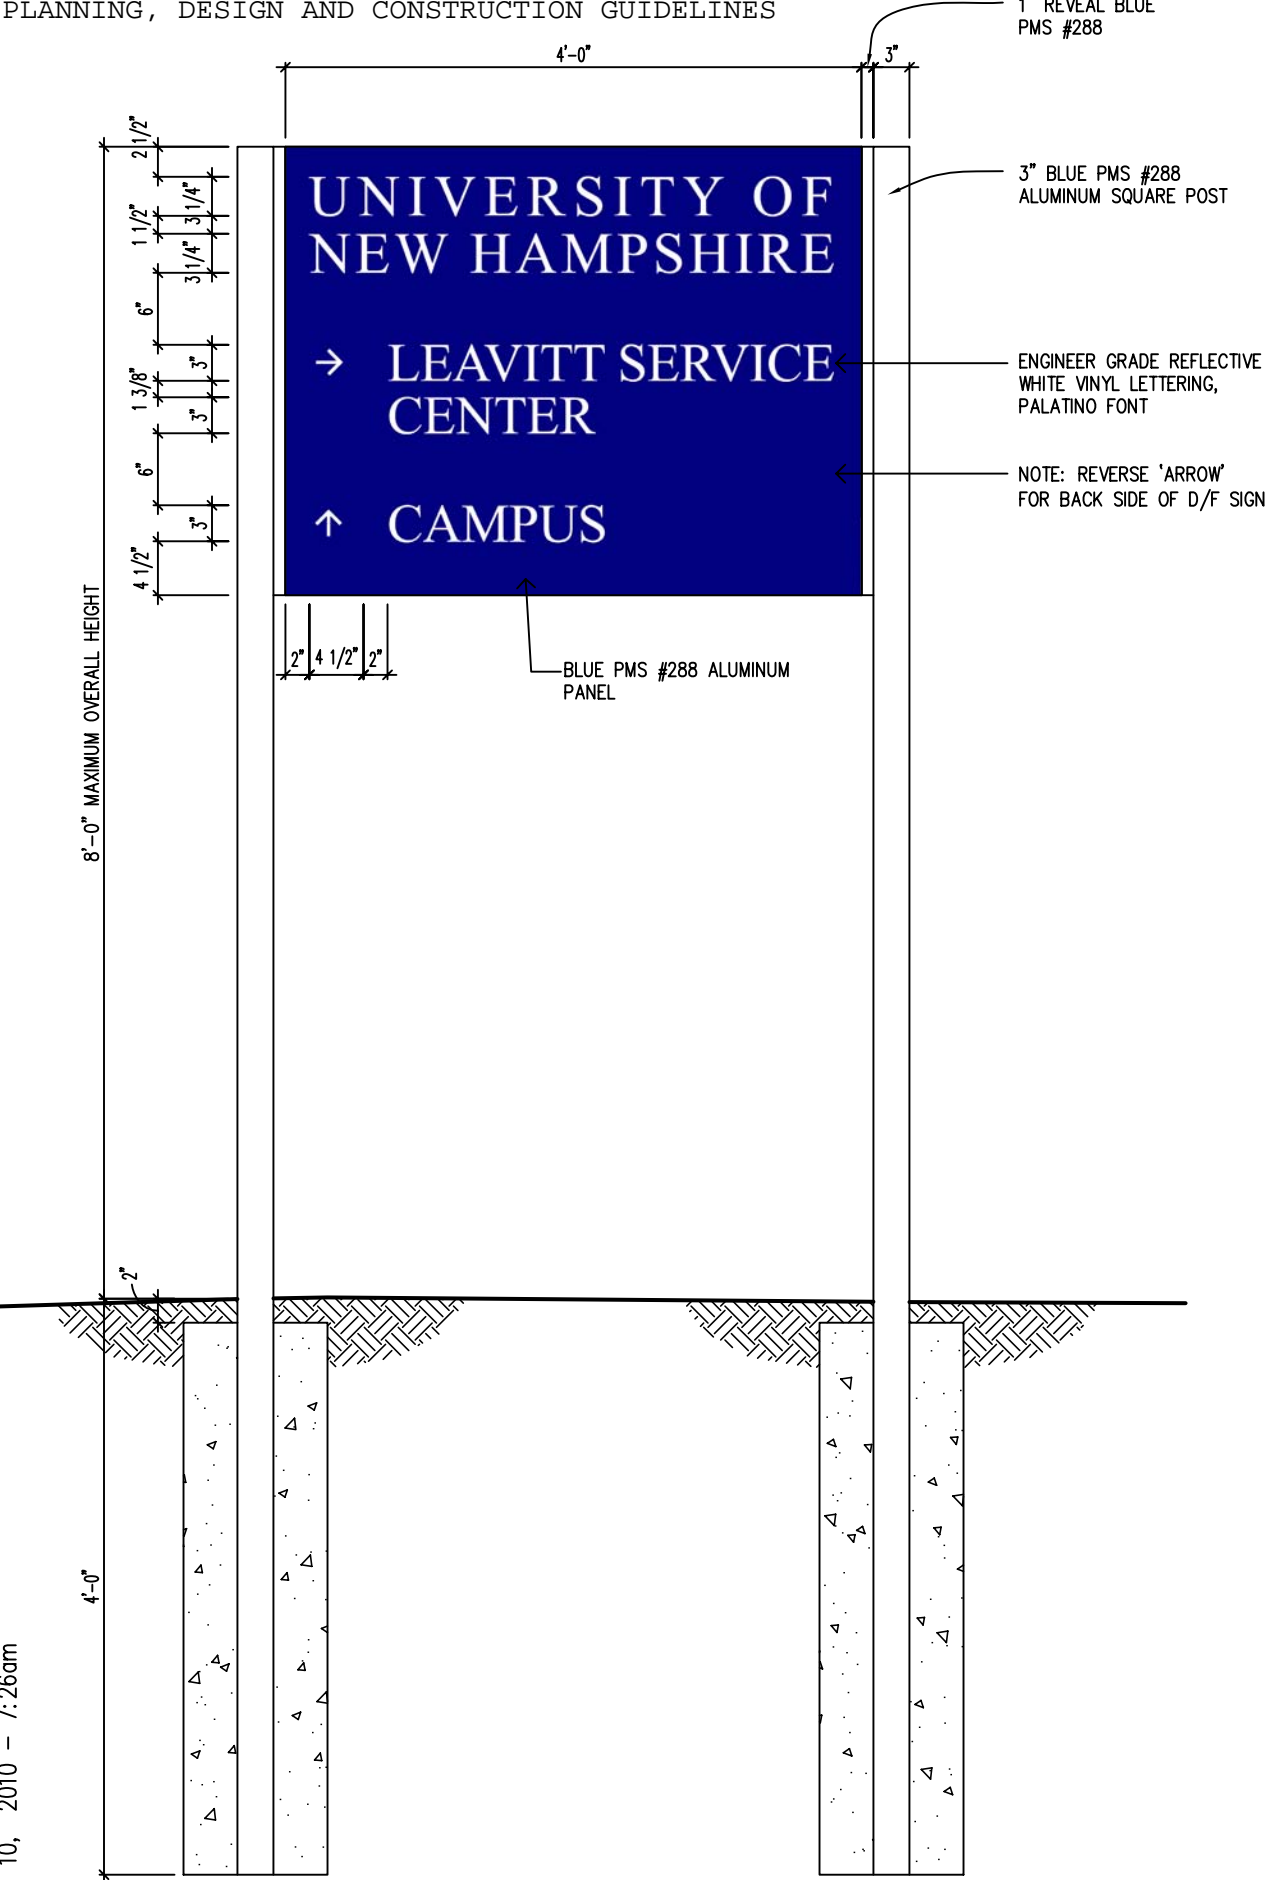 PLANNING, DESIGN AND CONSTRUCTION GUIDELINES
1" REVEAL BLUE
PMS #288
4'-0"
3"
3" BLUE PMS #288
ALUMINUM SQUARE POST
2 1/2"
3 1/4"
1 1/2"
3 1/4"
6"
3"
1 3/8"
3"
6"
3"
4 1/2"
UNIVERSITY OF
NEW HAMPSHIRE
→ LEAVITT SERVICE
CENTER
↑ CAMPUS
ENGINEER GRADE REFLECTIVE
WHITE VINYL LETTERING,
PALATINO FONT
NOTE: REVERSE 'ARROW'
FOR BACK SIDE OF D/F SIGN
2" 4 1/2" 2"
BLUE PMS #288 ALUMINUM
PANEL
8'-0" MAXIMUM OVERALL HEIGHT
2"
4'-0"
10, 2010 - 7:26am